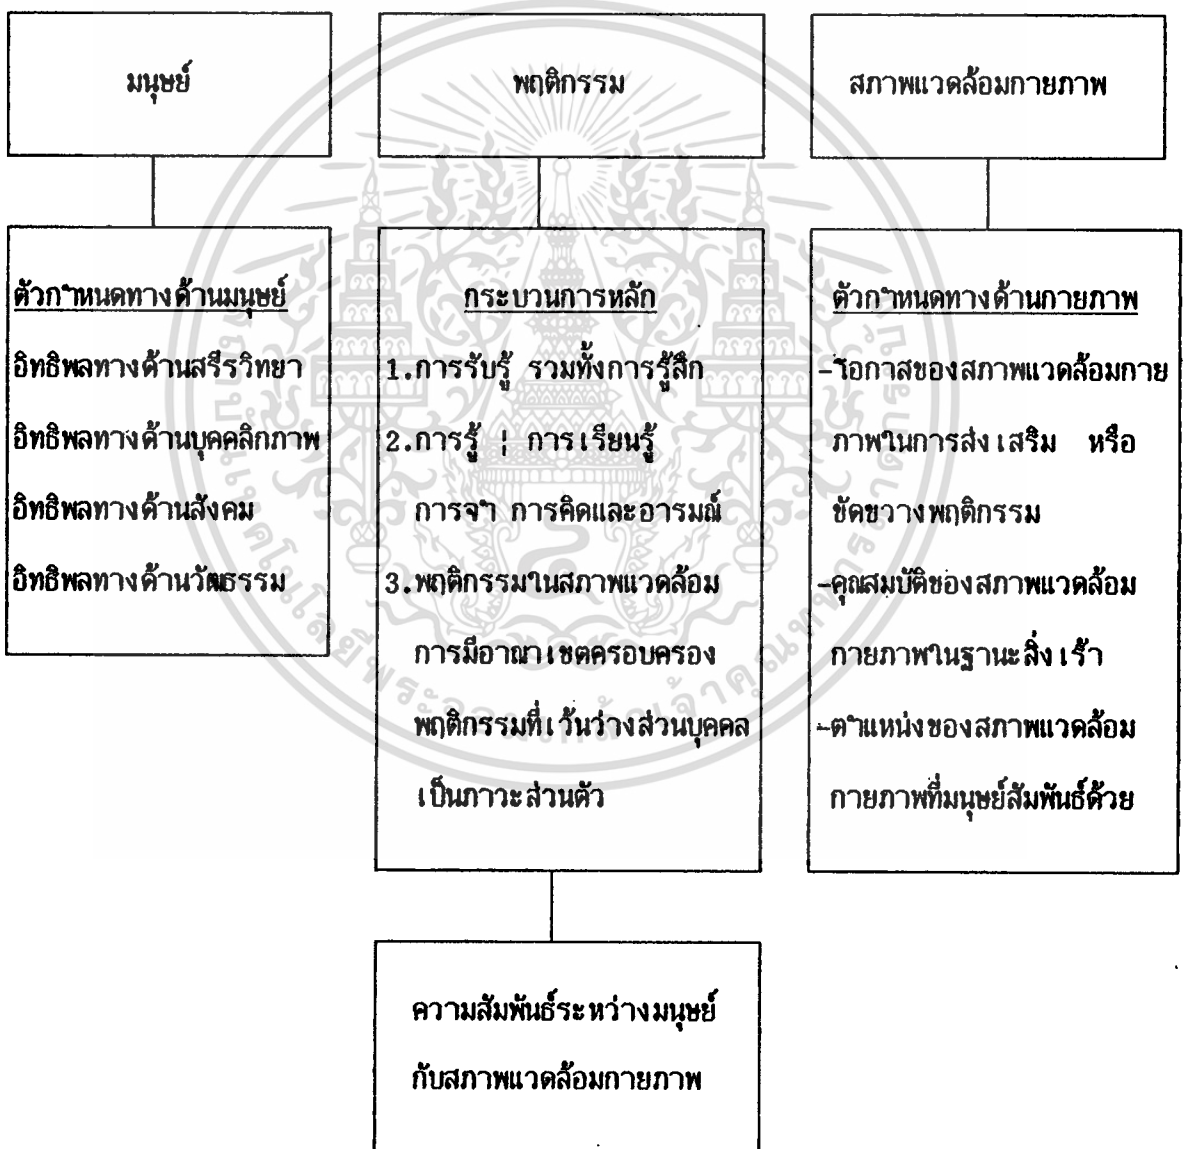 มนุษย์
พฤติกรรม
สภาพแวดล้อมกายภาพ
ตัวกำหนดทางด้านมนุษย์
อิทธิพลทางด้านสรีรวิทยา
อิทธิพลทางด้านบุคคลิกภาพ
อิทธิพลทางด้านสังคม
อิทธิพลทางด้านวัฒธรรม
กระบวนการหลัก
1.การรับรู้ รวมทั้งการรู้สึก
2.การรู้ ; การเรียนรู้
การจำ การคิดและอารมณ์
3.พฤติกรรมในสภาพแวดล้อม
การมีอาณาเขตครอบครอง
พฤติกรรมที่เว้นว่างส่วนบุคคล
เป็นภาวะส่วนตัว
ตัวกำหนดทางด้านกายภาพ
-โอกาสของสภาพแวดล้อมกาย
ภาพในการส่งเสริม หรือ
ขัดขวางพฤติกรรม
-คุณสมบัติของสภาพแวดล้อม
กายภาพในฐานะสิ่งเร้า
-ตำแหน่งของสภาพแวดล้อม
กายภาพที่มนุษย์สัมพันธ์ด้วย
ความสัมพันธ์ระหว่างมนุษย์
กับสภาพแวดล้อมกายภาพ